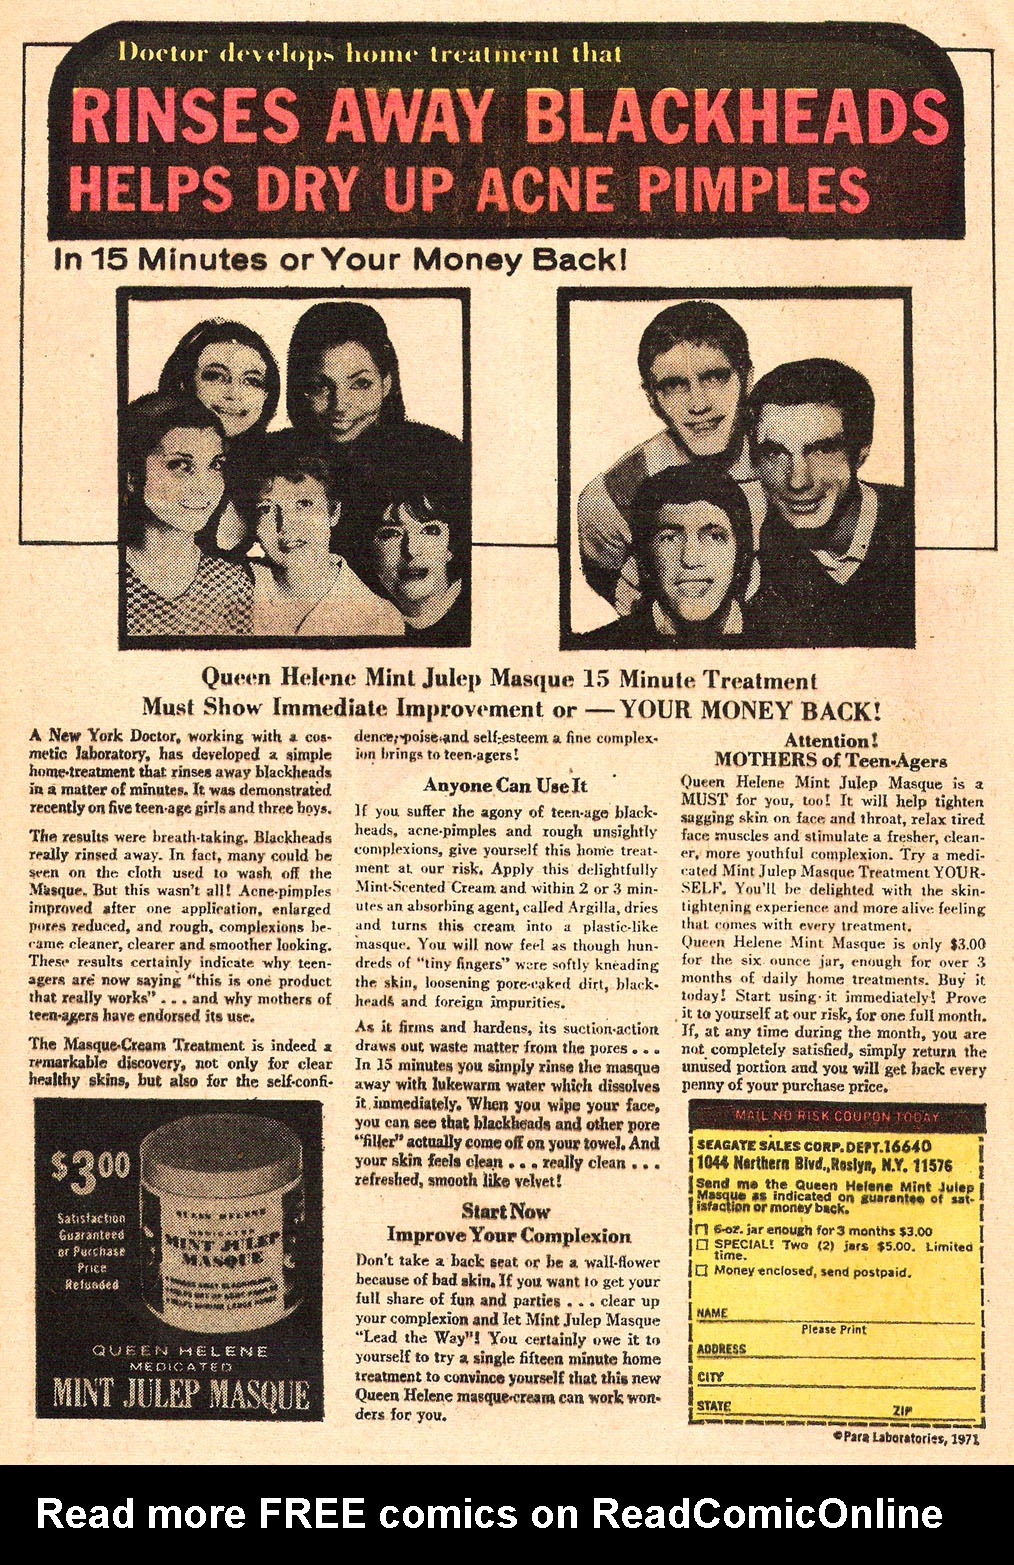 Doctor develops home treatment that
RINSES AWAY BLACKHEADS
HELPS DRY UP ACNE PIMPLES
In 15 Minutes or Your Money Back!
Queen Helene Mint Julep Masque 15 Minute Treatment
Must Show Immediate Improvement or — YOUR MONEY BACK!
A New York Doctor, working with a cos-
metic laboratory, has developed a simple
home-treatment that rinses away blackheads
in a matter of minutes. It was demonstrated
recently on five teen-age girls and three boys.
The results were breath-taking. Blackheads
really rinsed away. In fact, many could be
seen on the cloth used to wash off the
Masque. But this wasn't all! Acne-pimples
improved after one application, enlarged
pores reduced, and rough, complexions be-
came cleaner, clearer and smoother looking.
These results certainly indicate why teen-
agers are now saying "this is one product
that really works" . . . and why mothers of
teen-agers have endorsed its use.
The Masque-Cream Treatment is indeed a
remarkable discovery, not only for clear
healthy skins, but also for the self-confi-
dence, poise and self-esteem a fine complex-
ion brings to teen-agers!
Anyone Can Use It
If you suffer the agony of teen-age black-
heads, acne-pimples and rough unsightly
complexions, give yourself this home treat-
ment at our risk. Apply this delightfully
Mint-Scented Cream and within 2 or 3 min-
utes an absorbing agent, called Argilla, dries
and turns this cream into a plastic-like
masque. You will now feel as though hun-
dreds of "tiny fingers" were softly kneading
the skin, loosening pore-caked dirt, black-
heads and foreign impurities.
As it firms and hardens, its suction-action
draws out waste matter from the pores . . .
In 15 minutes you simply rinse the masque
away with lukewarm water which dissolves
it immediately. When you wipe your face,
you can see that blackheads and other pore
"filler" actually come off on your towel. And
your skin feels clean . . . really clean . . .
refreshed, smooth like velvet!
Start Now
Improve Your Complexion
Don't take a back seat or be a wall-flower
because of bad skin. If you want to get your
full share of fun and parties . . . clear up
your complexion and let Mint Julep Masque
"Lead the Way"! You certainly owe it to
yourself to try a single fifteen minute home
treatment to convince yourself that this new
Queen Helene masque-cream can work won-
ders for you.
Attention!
MOTHERS of Teen-Agers
Queen Helene Mint Julep Masque is a
MUST for you, too! It will help tighten
sagging skin on face and throat, relax tired
face muscles and stimulate a fresher, clean-
er, more youthful complexion. Try a medi-
cated Mint Julep Masque Treatment YOUR-
SELF. You'll be delighted with the skin-
tightening experience and more alive feeling
that comes with every treatment.
Queen Helene Mint Masque is only $3.00
for the six ounce jar, enough for over 3
months of daily home treatments. Buy it
today! Start using it immediately! Prove
it to yourself at our risk, for one full month.
If, at any time during the month, you are
not completely satisfied, simply return the
unused portion and you will get back every
penny of your purchase price.
$3.00
Satisfaction
Guaranteed
or Purchase
Price
Refunded
QUEEN HELENE
MINT JULEP
MASQUE
QUEEN HELENE
MEDICATED
MINT JULEP MASQUE
MAIL NO RISK COUPON TODAY
SEAGATE SALES CORP. DEPT. 16640
1044 Northern Blvd., Roslyn, N.Y. 11576
Send me the Queen Helene Mint Julep
Masque as indicated on guarantee of sat-
isfaction or money back.
6-oz. jar enough for 3 months $3.00
SPECIAL! Two (2) jars $5.00. Limited
time.
Money enclosed, send postpaid.
NAME
Please Print
ADDRESS
CITY
STATE ZIP
©Para Laboratories, 1971
Read more FREE comics on ReadComicOnline